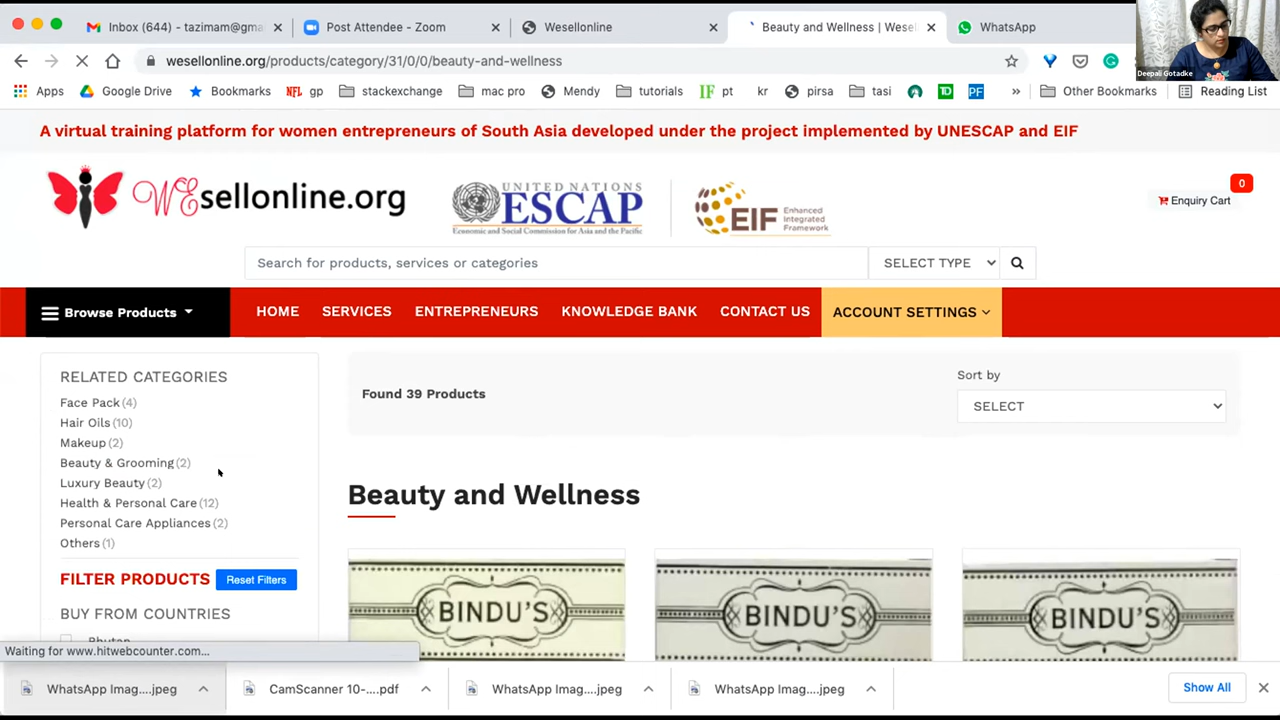 Inbox (644) - tazimam@gma
Post Attendee - Zoom
Wesellonline
Beauty and Wellness | Wesel
WhatsApp
Deepali Gotadke
wesellonline.org/products/category/31/0/0/beauty-and-wellness
Apps
Google Drive
Bookmarks
NFL gp
stackexchange
mac p
Mendy
tutorials
IF pt
kr
pirsa
tasi
TD
PF
»
Other Bookmarks
Reading List
A virtual training platform for women entrepreneurs of South Asia developed under the project implemented by UNESCAP and EIF
WEsellonline.org
UNITED NATIONS
ESCAP
Economic and Social Commission for Asia and the Pacific
EIF Enhanced Integrated Framework
0
Enquiry Cart
Search for products, services or categories
SELECT TYPE
Browse Products
HOME
SERVICES
ENTREPRENEURS
KNOWLEDGE BANK
CONTACT US
ACCOUNT SETTINGS
RELATED CATEGORIES
Face Pack (4)
Hair Oils (10)
Makeup (2)
Beauty & Grooming (2)
Luxury Beauty (2)
Health & Personal Care (12)
Personal Care Appliances (2)
Others (1)
FILTER PRODUCTS
Reset Filters
BUY FROM COUNTRIES
Bhutan
Found 39 Products
Sort by
SELECT
Beauty and Wellness
BINDU'S
BINDU'S
BINDU'S
Waiting for www.hitwebcounter.com...
WhatsApp Imag....jpeg
CamScanner 10-....pdf
WhatsApp Imag....jpeg
WhatsApp Imag....jpeg
Show All